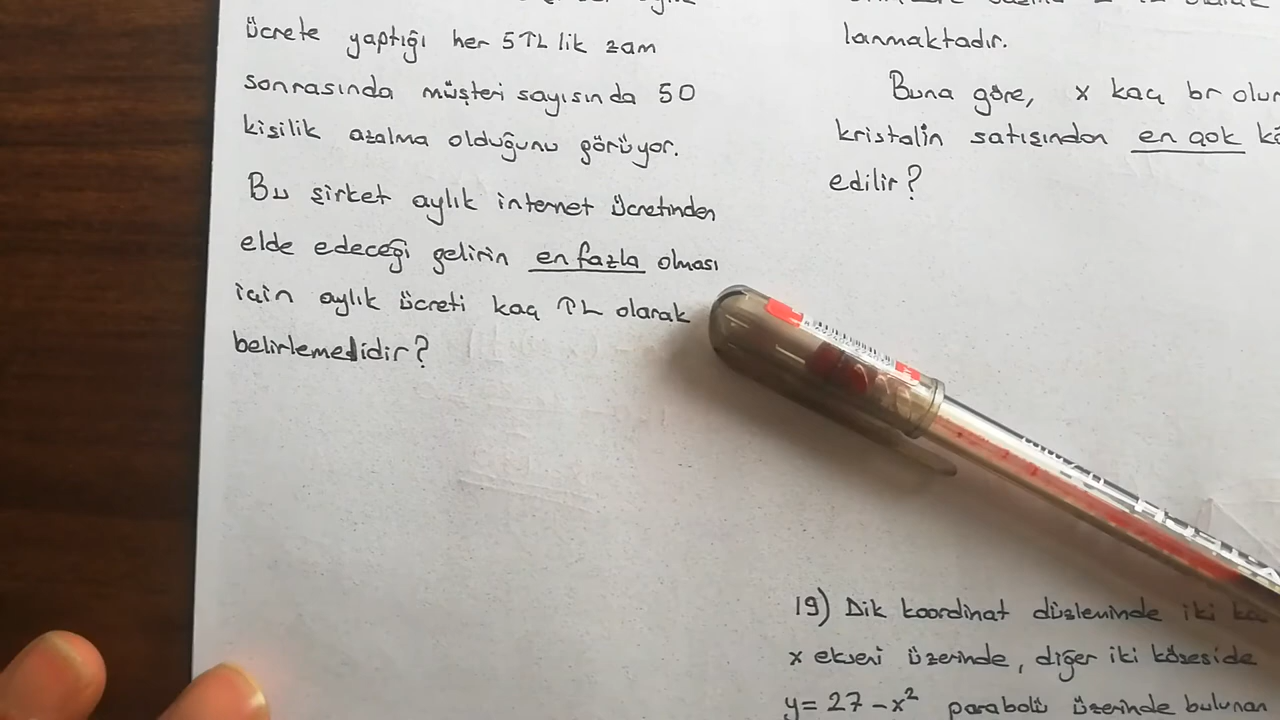 ücrete yaptığı her 5TL lik zam
sonrasında müşteri sayısında 50
kişilik azalma olduğunu görüyor.
Bu şirket aylık internet ücretinden
elde edeceği gelirin en fazla olması
için aylık ücreti kaç TL olarak
belirlemelidir?
lanmaktadır.
Buna göre, x kaç br olur
kristalin satışından en çok
edilir?
19) Dik koordinat düzleminde iki
x ekseni üzerinde, diğer iki köşeside
y= 27-x² parabolü üzerinde bulunan